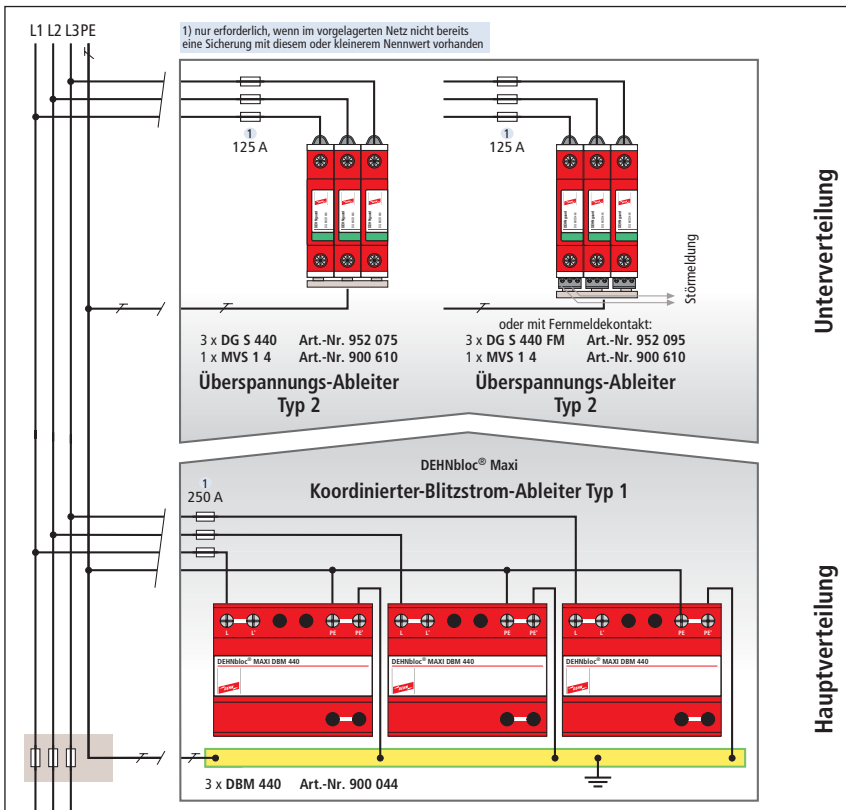 L1 L2 L3 PE
1) nur erforderlich, wenn im vorgelagerten Netz nicht bereits
eine Sicherung mit diesem oder kleinerem Nennwert vorhanden
1
125 A
1
125 A
Störmeldung
Unterverteilung
oder mit Fernmeldekontakt:
3 x DG S 440 Art.-Nr. 952 075
1 x MVS 1 4 Art.-Nr. 900 610
3 x DG S 440 FM Art.-Nr. 952 095
1 x MVS 1 4 Art.-Nr. 900 610
Überspannungs-Ableiter
Typ 2
Überspannungs-Ableiter
Typ 2
DEHNbloc® Maxi
Koordinierter-Blitzstrom-Ableiter Typ 1
1
250 A
Hauptverteilung
L L' PE PE'
L L' PE PE'
L L' PE PE'
DEHNbloc® MAXI DBM 440
DEHNbloc® MAXI DBM 440
DEHNbloc® MAXI DBM 440
3 x DBM 440 Art.-Nr. 900 044